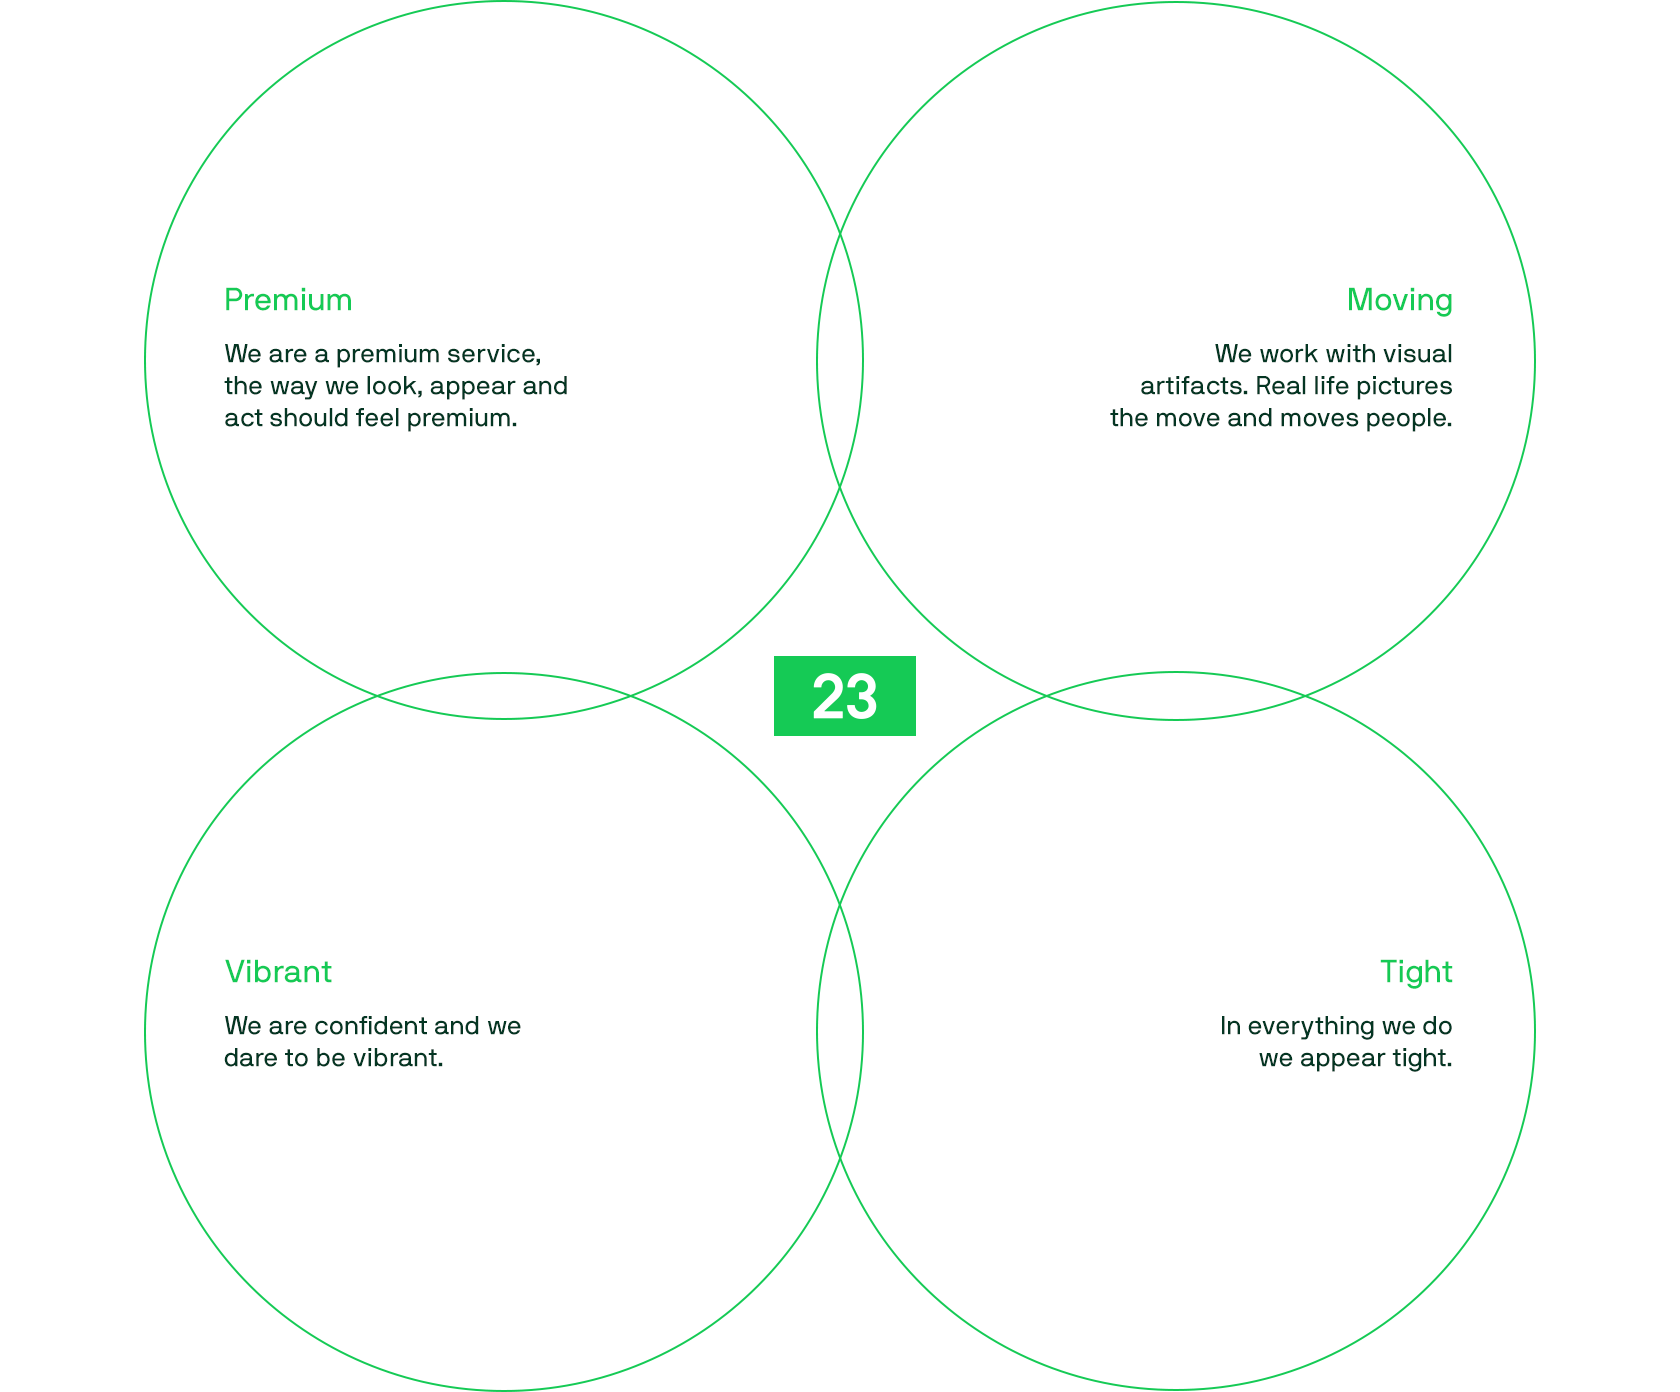 Premium
We are a premium service,
the way we look, appear and
act should feel premium.
Moving
We work with visual
artifacts. Real life pictures
the move and moves people.
23
Vibrant
We are confident and we
dare to be vibrant.
Tight
In everything we do
we appear tight.